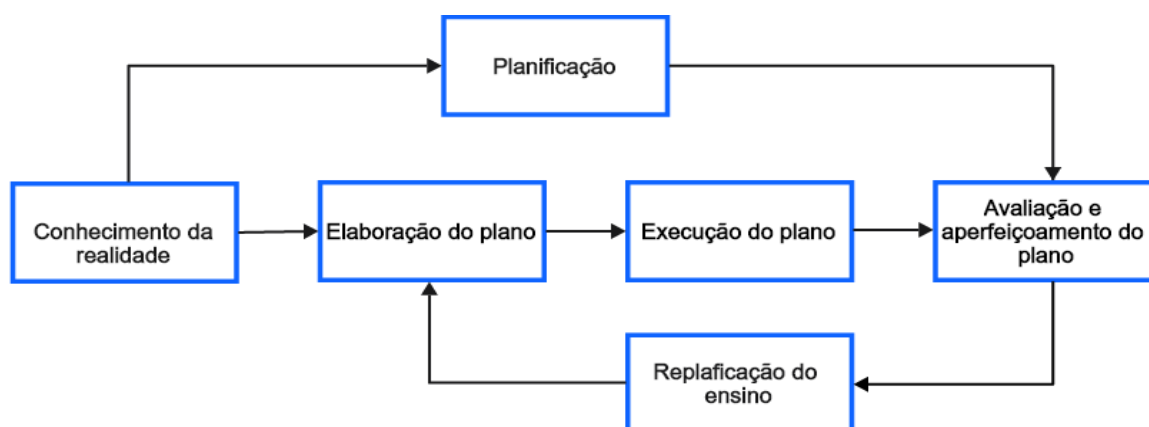 Planificação
Conhecimento da
realidade
Elaboração do plano
Execução do plano
Avaliação e
aperfeiçoamento do
plano
Replaficação do
ensino